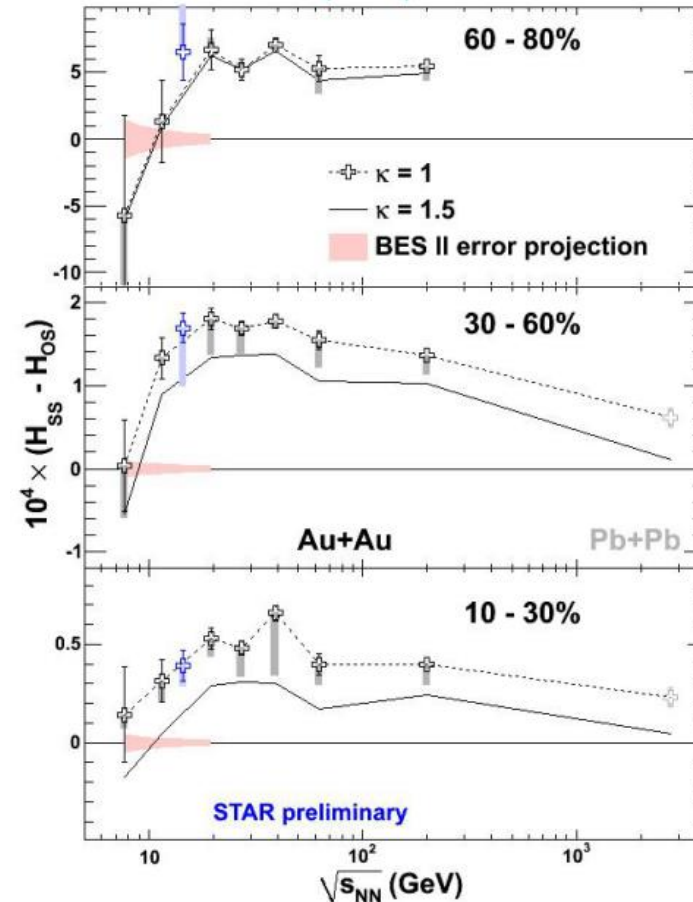 60 - 80%
5
0
-5
-10
κ = 1
κ = 1.5
BES II error projection
30 - 60%
2
1
0
-1
Au+Au
Pb+Pb
10 - 30%
0.5
0
STAR preliminary
10
10²
10³
10⁴ × (H_SS - H_OS)
√s_NN (GeV)